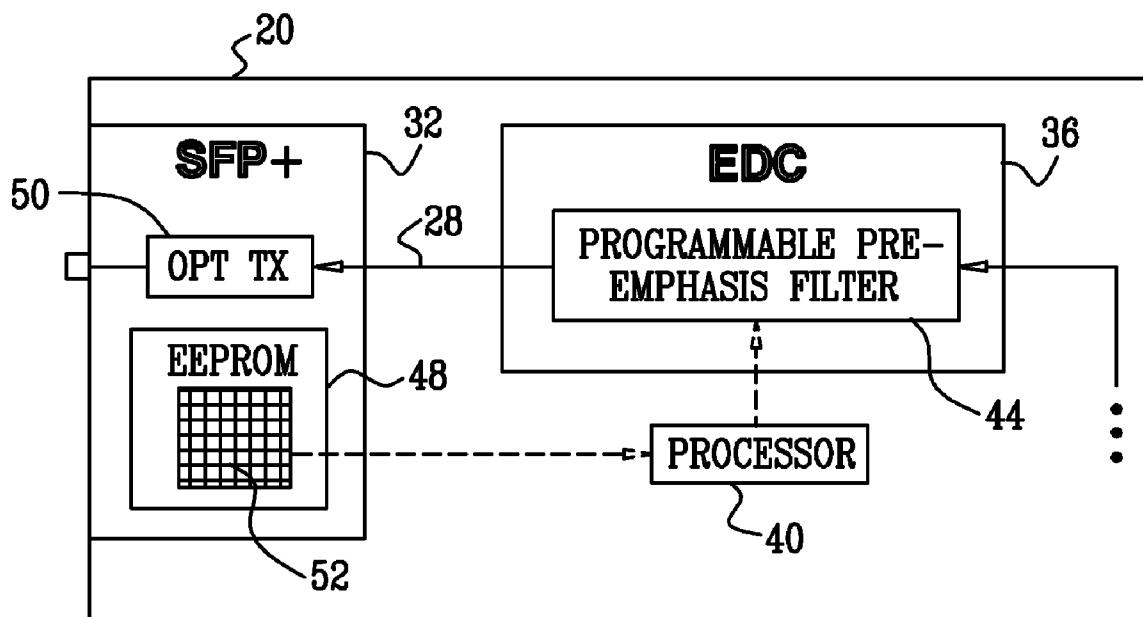 20
SFP+
32
EDC
36
50
28
OPT TX
PROGRAMMABLE PRE-
EMPHASIS FILTER
EEPROM
48
44
PROCESSOR
40
52